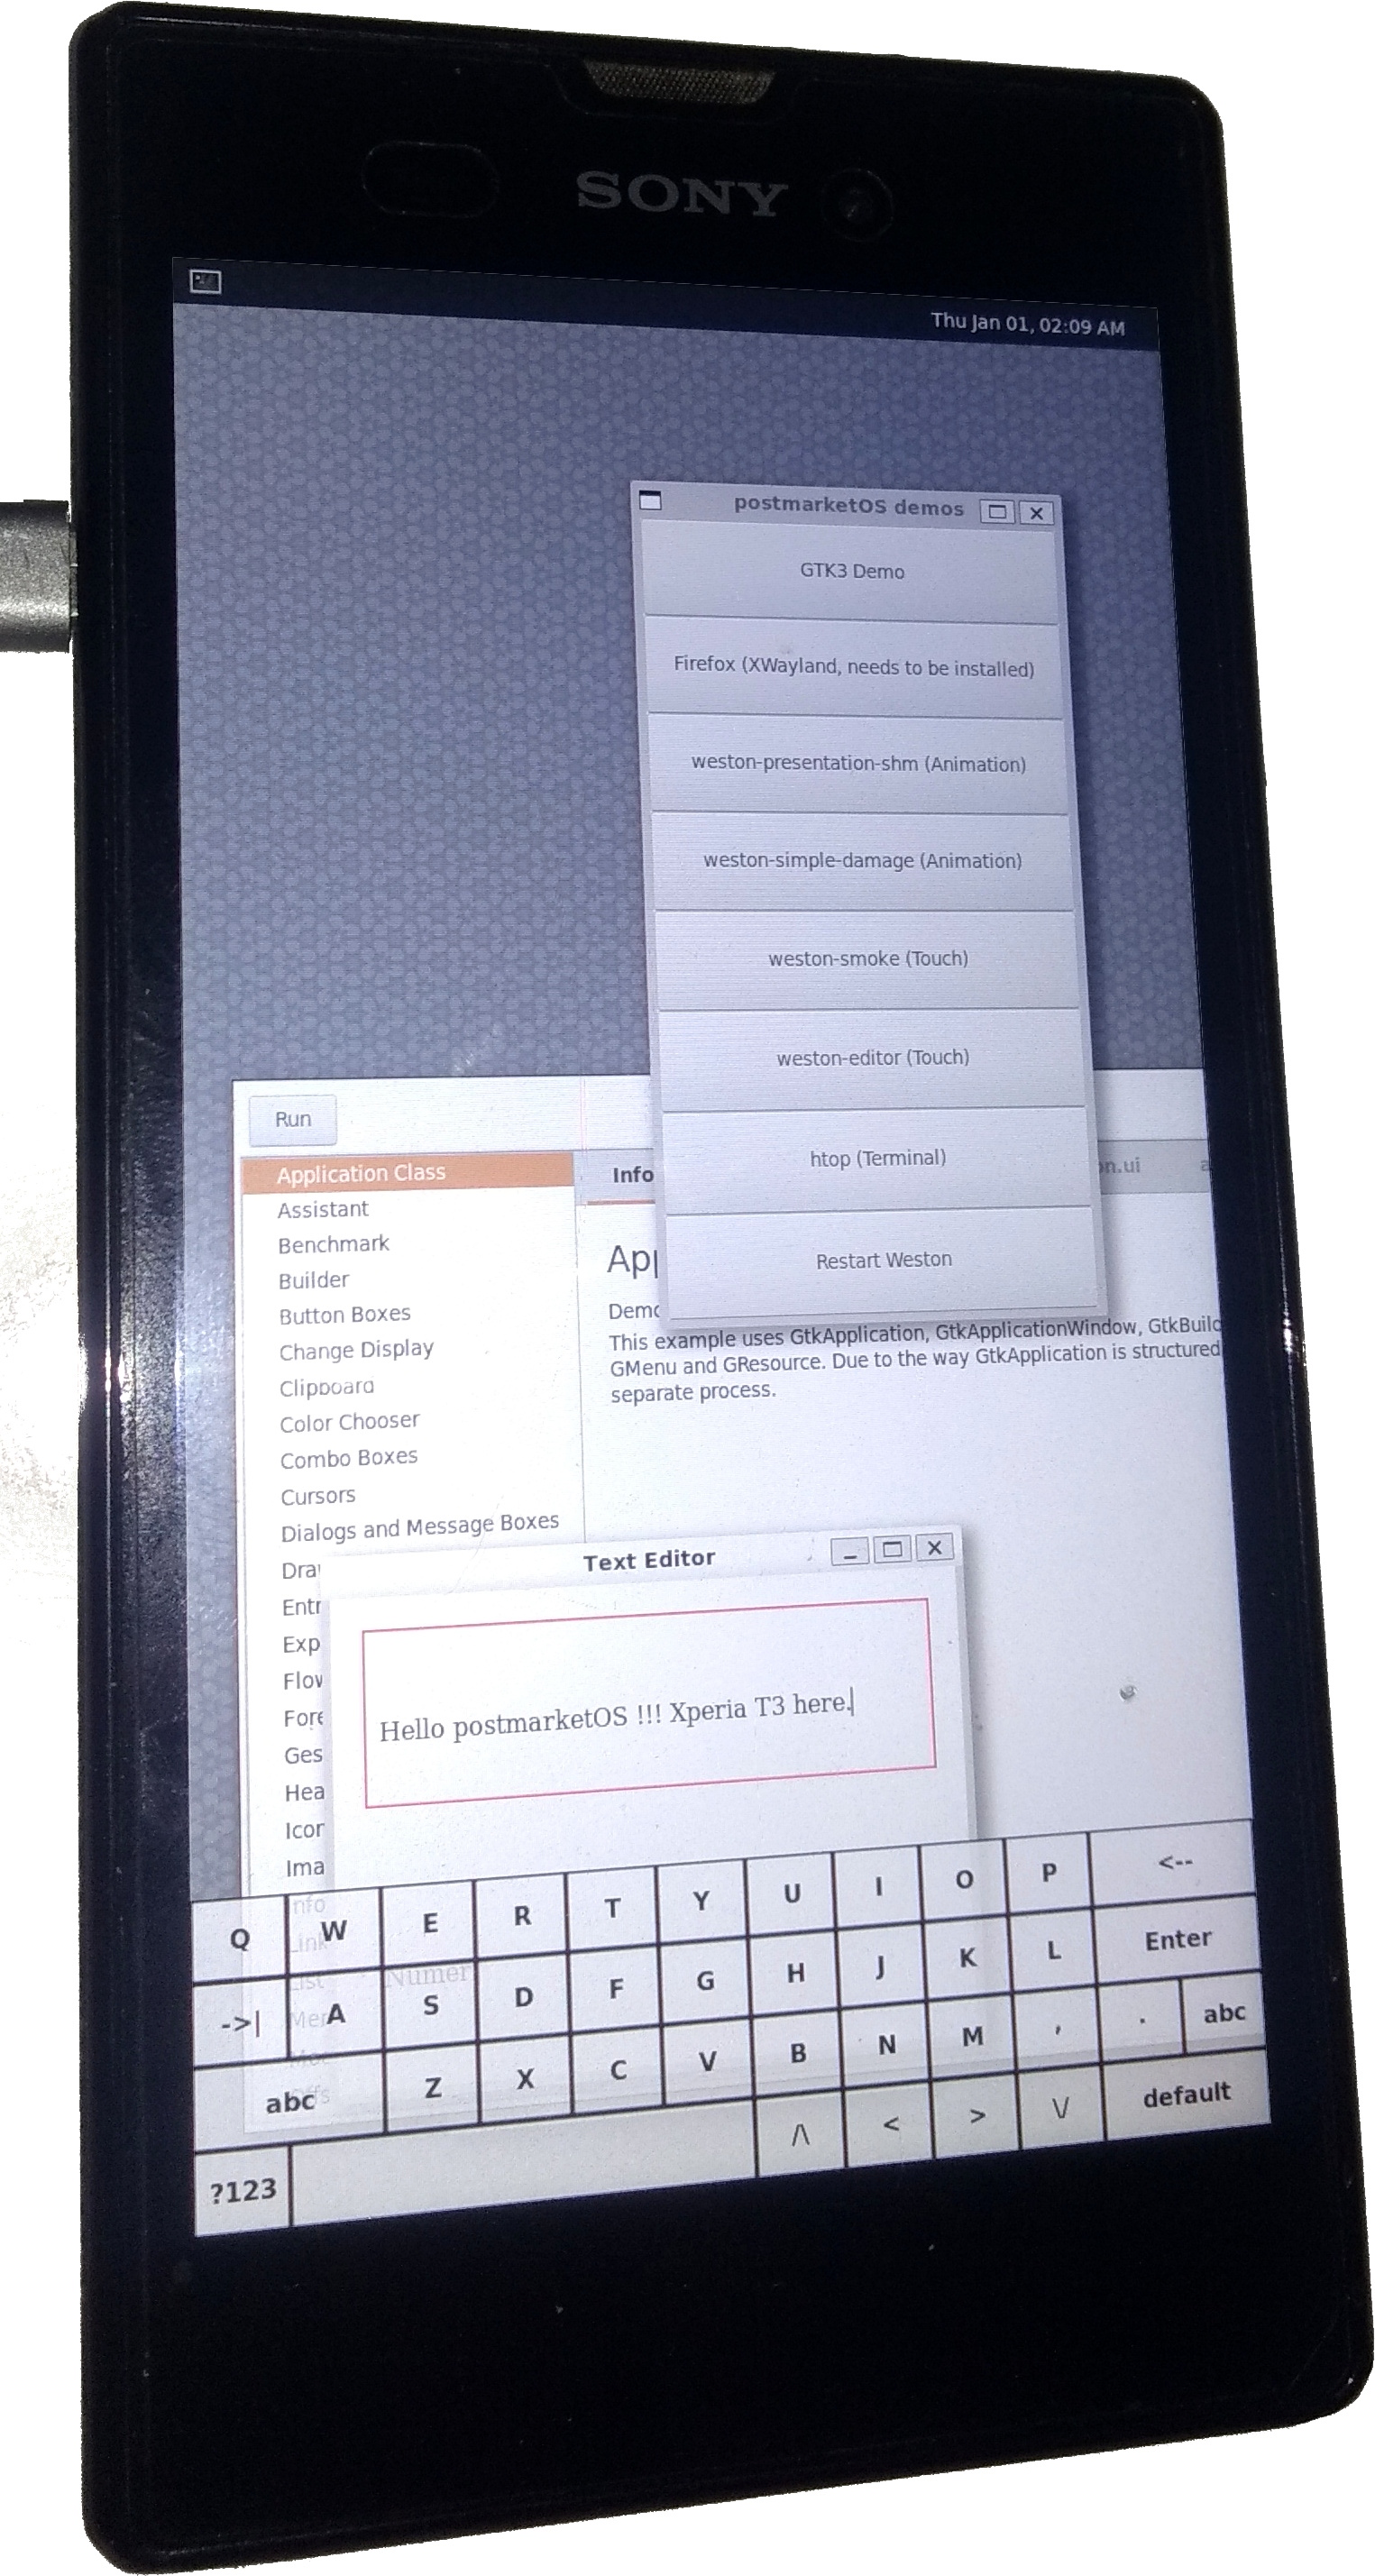 SONY
Thu Jan 01, 02:09 AM
postmarketOS demos
GTK3 Demo
Firefox (XWayland, needs to be installed)
weston-presentation-shm (Animation)
weston-simple-damage (Animation)
weston-smoke (Touch)
weston-editor (Touch)
htop (Terminal)
Restart Weston
Run
Application Class
Assistant
Benchmark
Builder
Button Boxes
Change Display
Clipboard
Color Chooser
Combo Boxes
Cursors
Dialogs and Message Boxes
Dra
Entr
Exp
Flov
Fore
Ges
Hea
Icor
Ima
nfo
Link
List
Info
on.ui
App
Demo
This example uses GtkApplication, GtkApplicationWindow, GtkBuild
GMenu and GResource. Due to the way GtkApplication is structured
separate process.
Text Editor
Hello postmarketOS !!! Xperia T3 here.
Numer
Q W E R T Y U I O P <--
->| A S D F G H J K L Enter
abc Z X C V B N M , . abc
?123 /\ < > \/ default